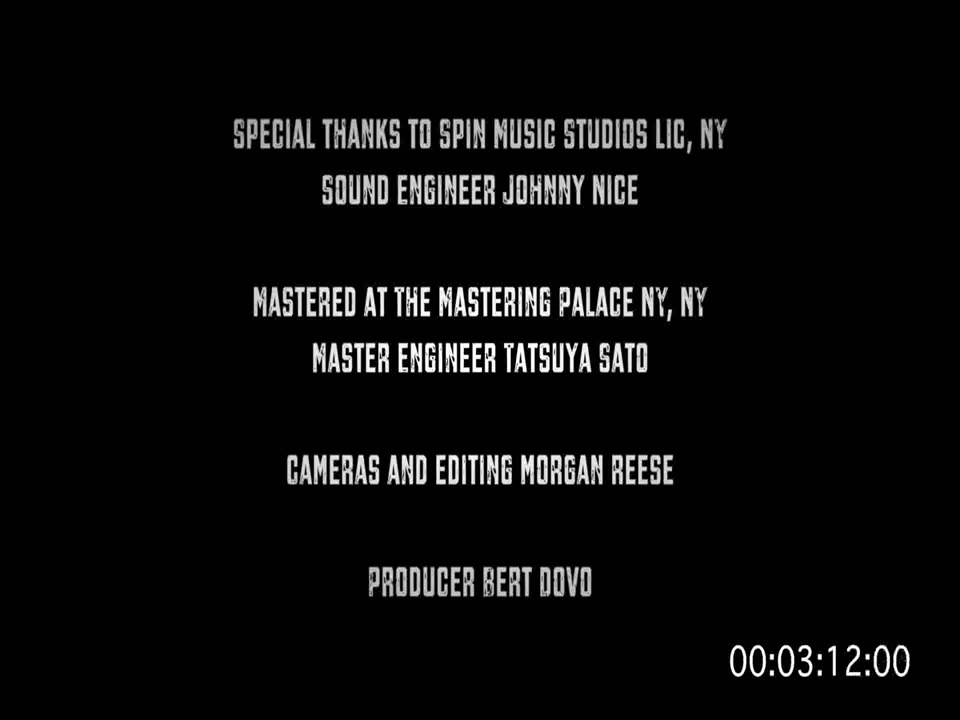 SPECIAL THANKS TO SPIN MUSIC STUDIOS LIC, NY
SOUND ENGINEER JOHNNY NICE
MASTERED AT THE MASTERING PALACE NY, NY
MASTER ENGINEER TATSUYA SATO
CAMERAS AND EDITING MORGAN REESE
PRODUCER BERT DOVO
00:03:12:00